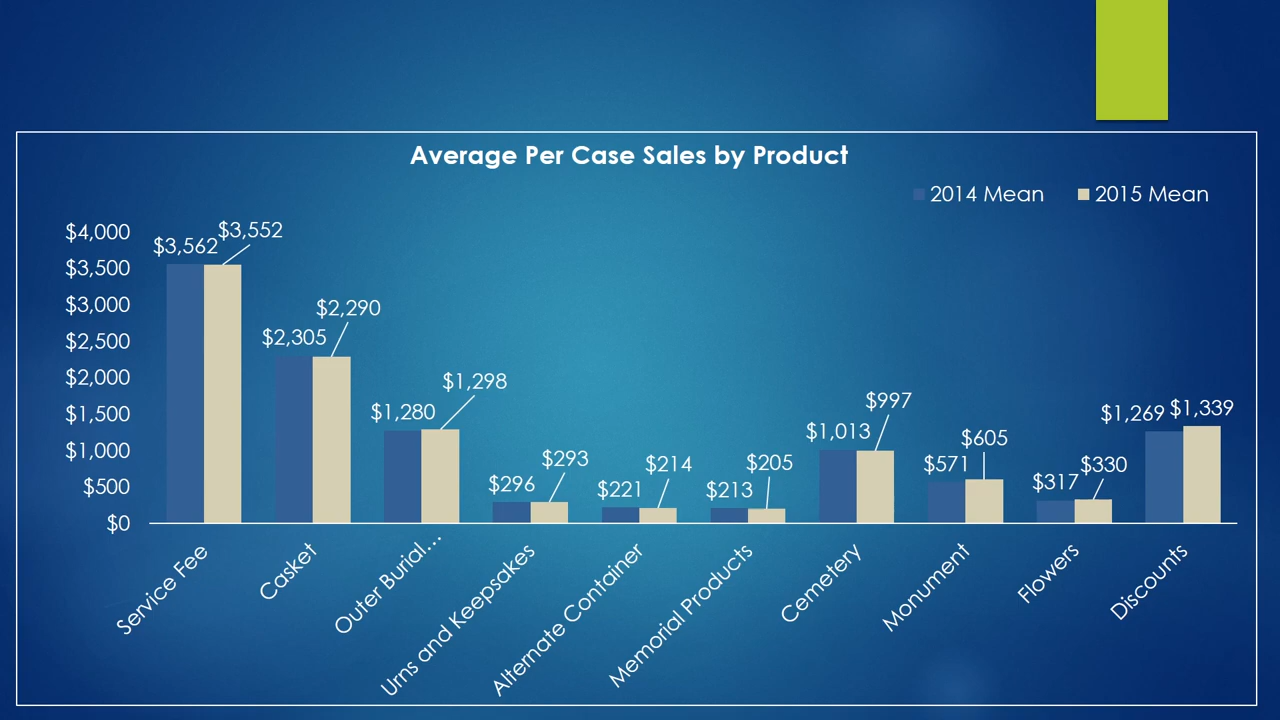 Average Per Case Sales by Product
2014 Mean 2015 Mean
$4,000
$3,500
$3,000
$2,500
$2,000
$1,500
$1,000
$500
$0
$3,562 $3,552
$2,305 $2,290
$1,280 $1,298
$296 $293
$221 $214
$213 $205
$1,013 $997
$571 $605
$317 $330
$1,269 $1,339
Service Fee
Casket
Outer Burial...
Urns and Keepsakes
Alternate Container
Memorial Products
Cemetery
Monument
Flowers
Discounts